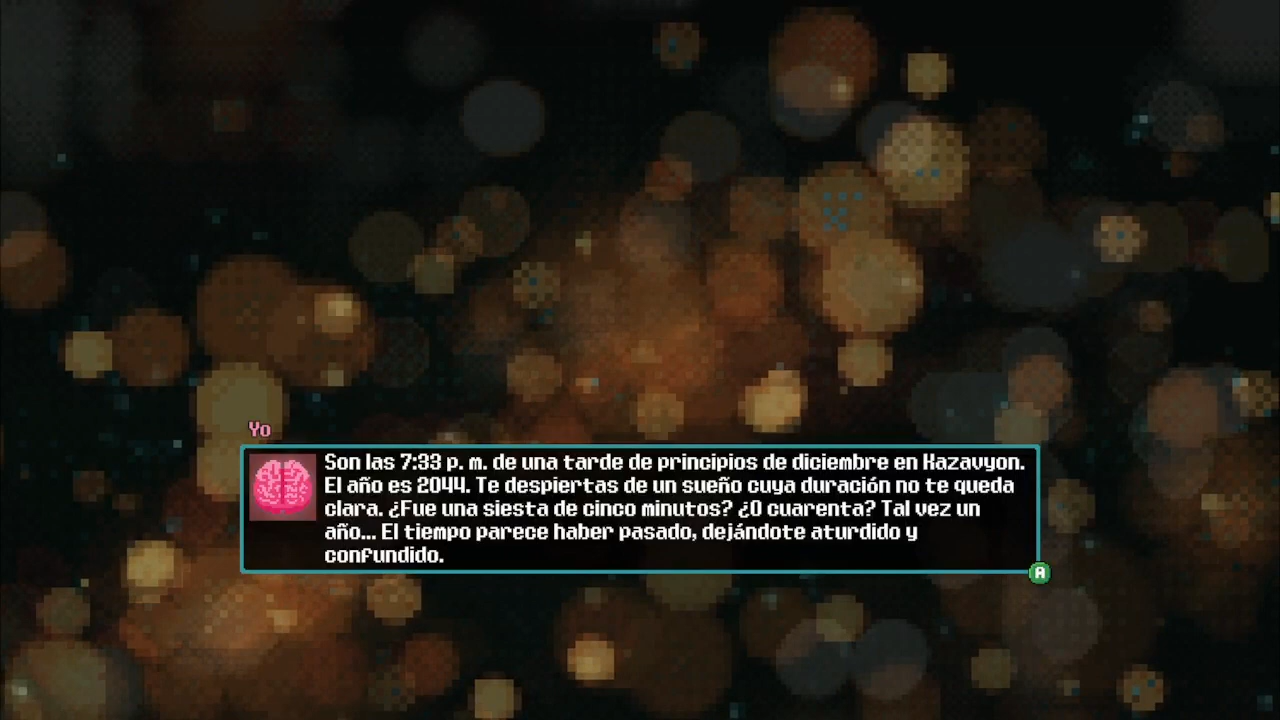 Yo
Son las 7:33 p. m. de una tarde de principios de diciembre en Kazavyon.
El año es 2044. Te despiertas de un sueño cuya duración no te queda
clara. ¿Fue una siesta de cinco minutos? ¿O cuarenta? Tal vez un
año... El tiempo parece haber pasado, dejándote aturdido y
confundido.
A